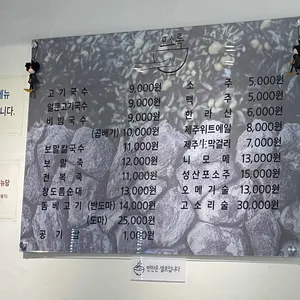 메뉴
니다.
고기국수 9,000원
얼큰고기국수 9,000원
비빔국수 9,000원
(곱배기) 10,000원
보말칼국수 11,000원
보말죽 12,000원
전복죽 11,000원
창도름순대 13,000원
돔베고기 (반도마) 14,000원
(도마) 25,000원
공기밥 1,000원
소주 5,000원
맥주 5,000원
한라산 6,000원
제주위트에일 8,000원
제주生막걸리 7,000원
니모메 13,000원
성산포소주 15,000원
오메기술 13,000원
고소리술 30,000원
반찬은 셀프입니다